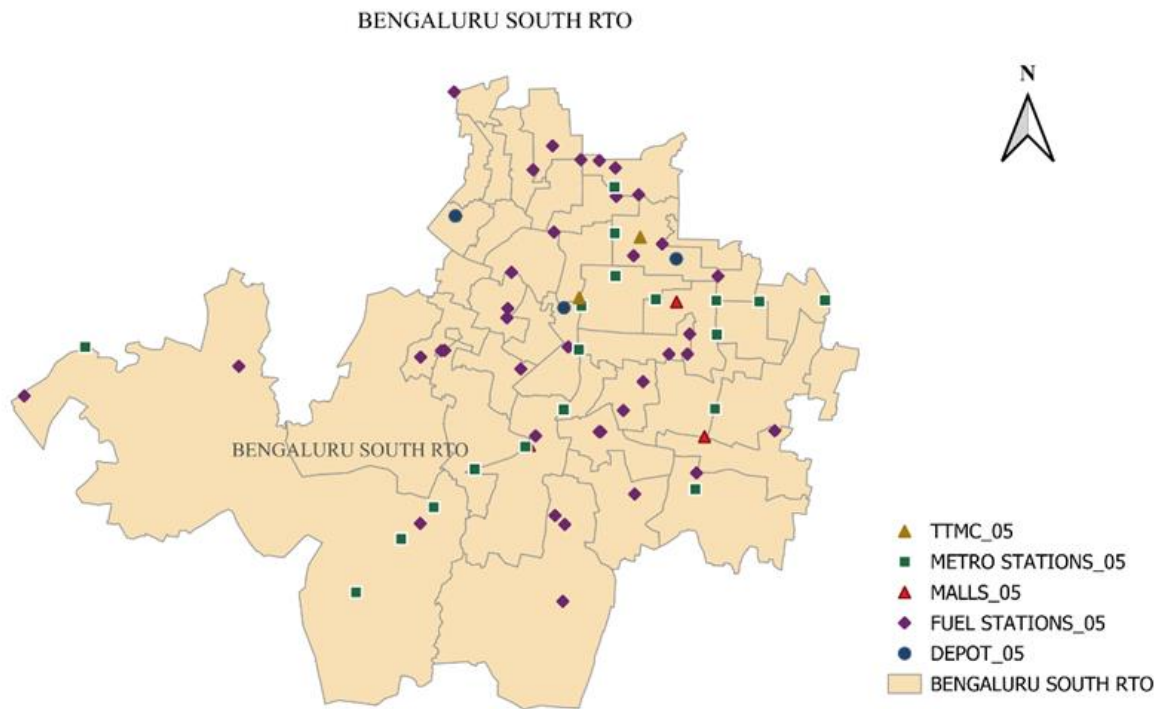 BENGALURU SOUTH RTO
N
BENGALURU SOUTH RTO
TTMC_05
METRO STATIONS_05
MALLS_05
FUEL STATIONS_05
DEPOT_05
BENGALURU SOUTH RTO